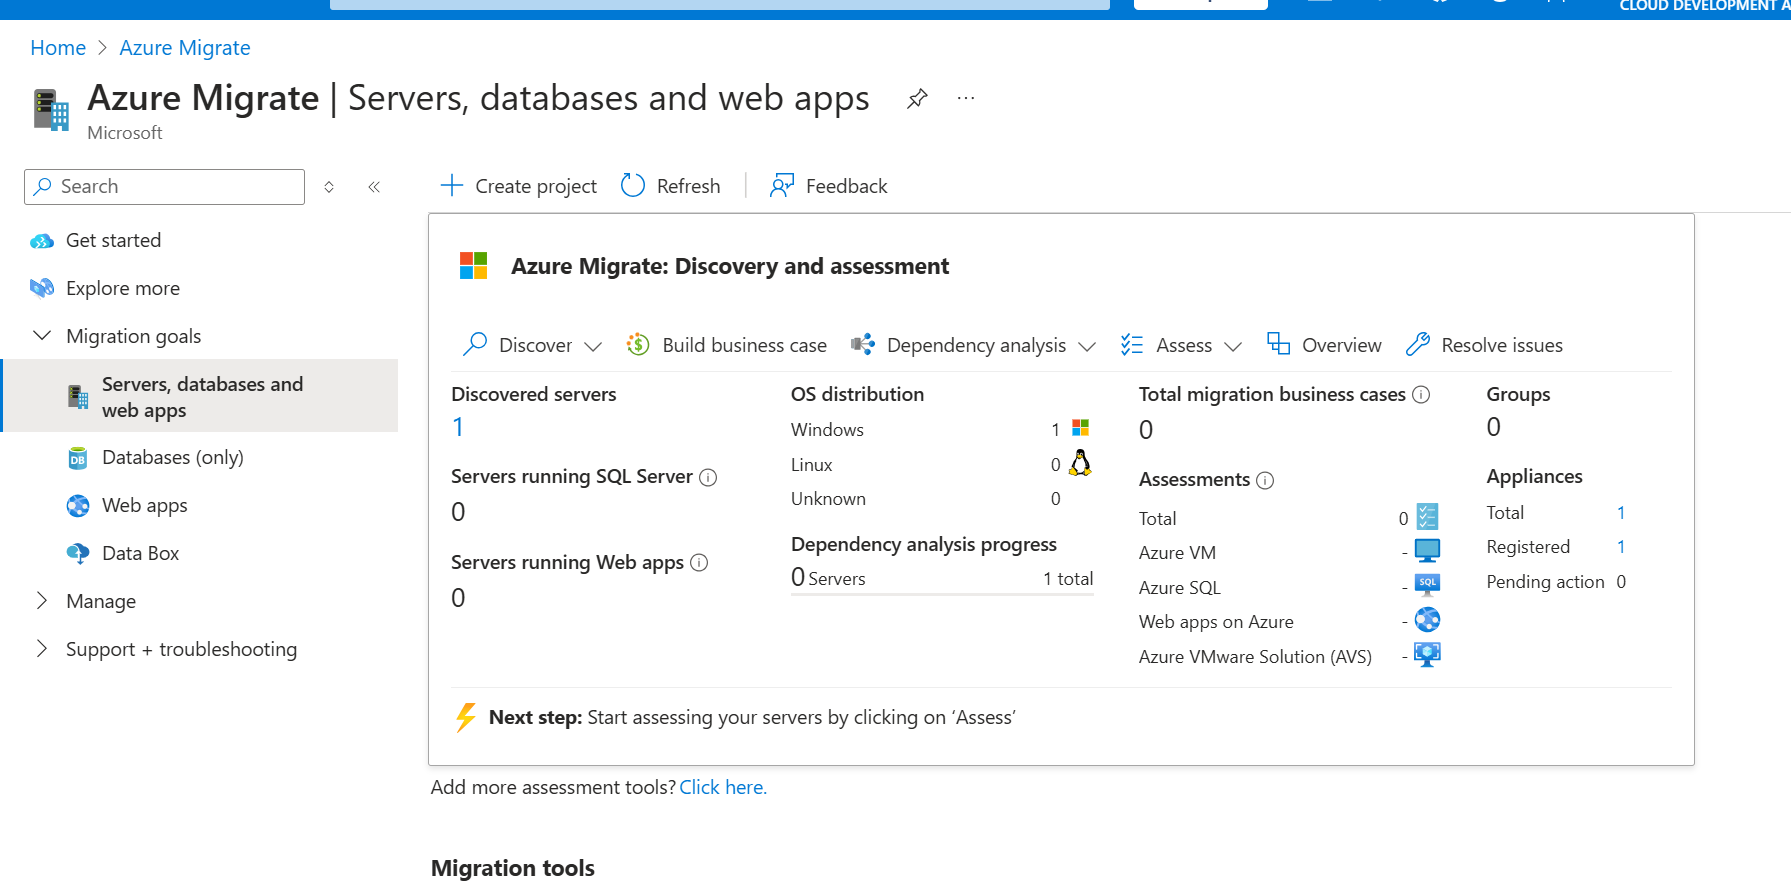 CLOUD DEVELOPMENT A
Home > Azure Migrate
Azure Migrate | Servers, databases and web apps
Microsoft
Search
Get started
Explore more
Migration goals
Servers, databases and
web apps
Databases (only)
Web apps
Data Box
Manage
Support + troubleshooting
Create project
Refresh
Feedback
Azure Migrate: Discovery and assessment
Discover
Build business case
Dependency analysis
Assess
Overview
Resolve issues
Discovered servers
1
Servers running SQL Server
0
Servers running Web apps
0
OS distribution
Windows 1
Linux 0
Unknown 0
Dependency analysis progress
0 Servers 1 total
Total migration business cases
0
Assessments
Total 0
Azure VM -
Azure SQL -
SQL
Web apps on Azure -
Azure VMware Solution (AVS) -
Groups
0
Appliances
Total 1
Registered 1
Pending action 0
Next step: Start assessing your servers by clicking on ‘Assess’
Add more assessment tools? Click here.
Migration tools
DB